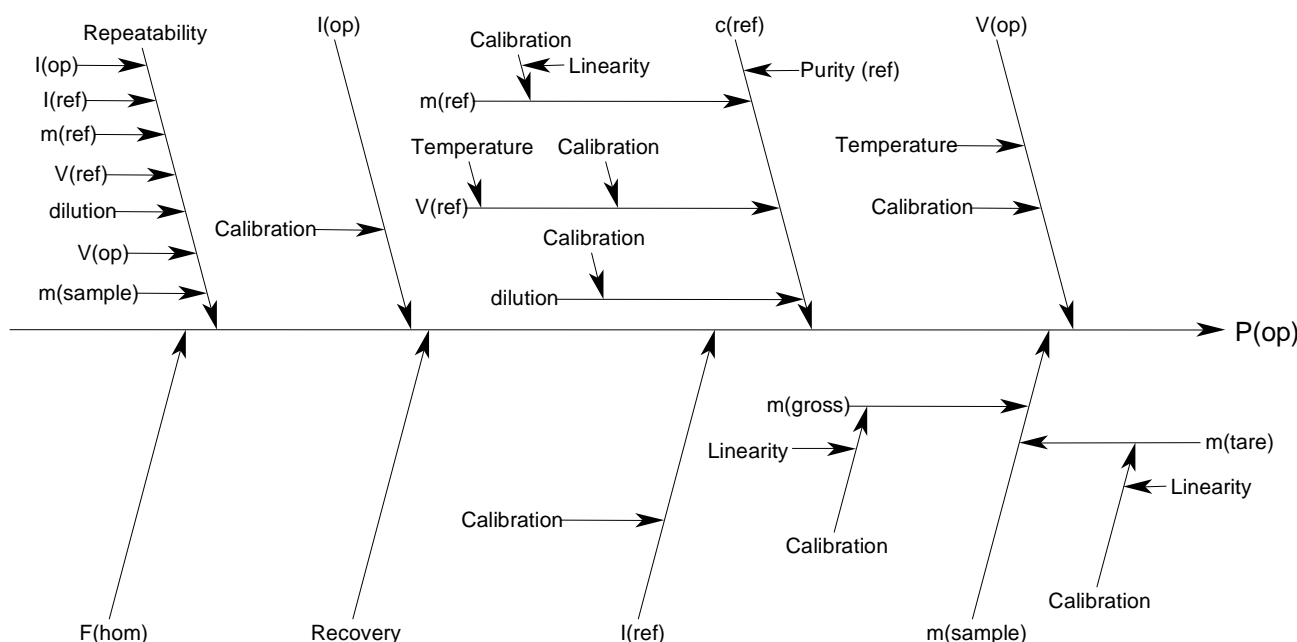 Repeatability
I(op)
I(ref)
m(ref)
V(ref)
dilution
V(op)
m(sample)
I(op)
Calibration
Calibration
Linearity
m(ref)
Temperature
Calibration
V(ref)
Calibration
dilution
c(ref)
Purity (ref)
V(op)
Temperature
Calibration
P(op)
F(hom)
Recovery
Calibration
I(ref)
m(gross)
Linearity
Calibration
m(tare)
Linearity
Calibration
m(sample)